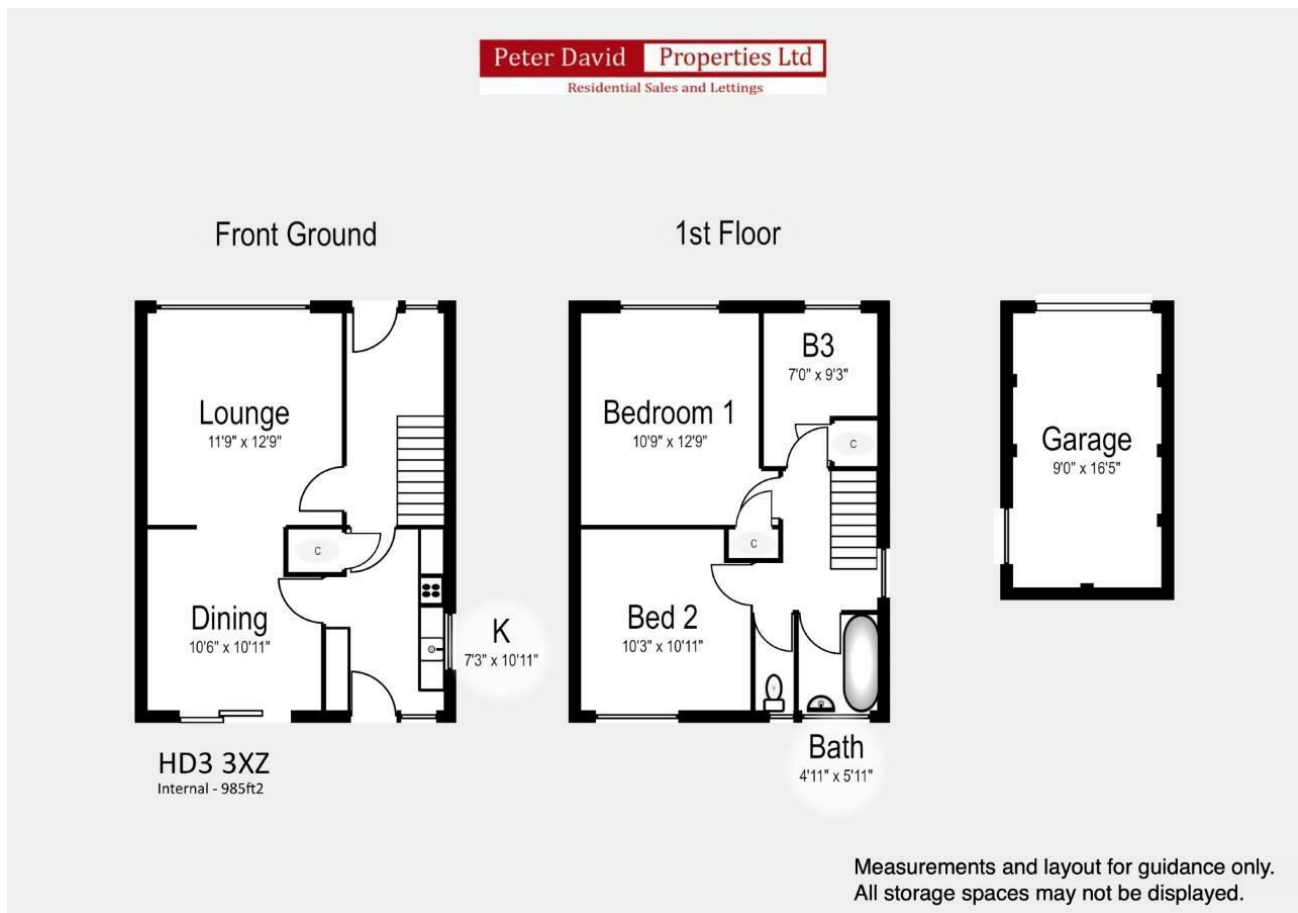 Peter David Properties Ltd
Residential Sales and Lettings
Front Ground
1st Floor
Lounge
11'9" x 12'9"
C
Dining
10'6" x 10'11"
K
7'3" x 10'11"
HD3 3XZ
Internal - 985ft2
B3
7'0" x 9'3"
Bedroom 1
10'9" x 12'9"
C
C
Bed 2
10'3" x 10'11"
Bath
4'11" x 5'11"
Garage
9'0" x 16'5"
Measurements and layout for guidance only.
All storage spaces may not be displayed.